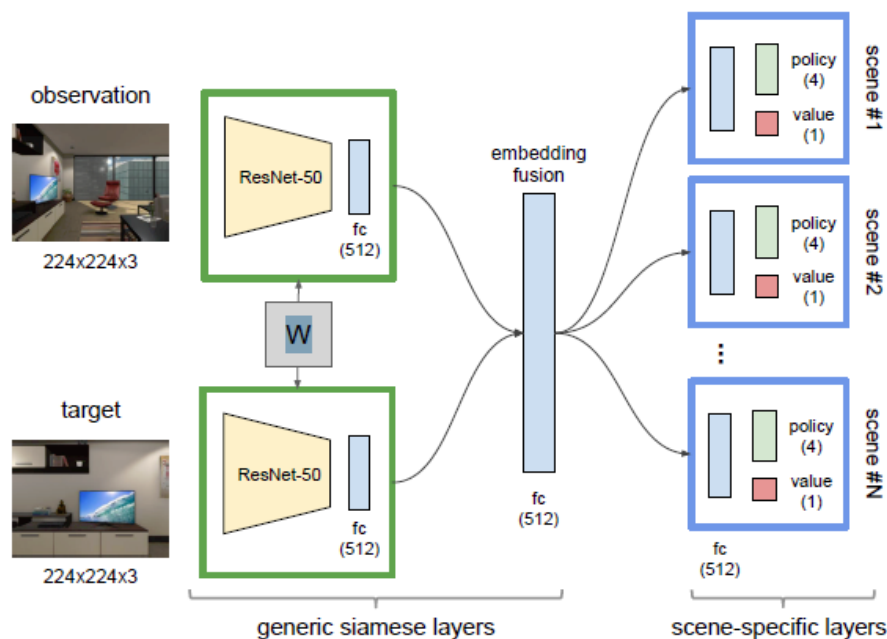 observation
224x224x3
ResNet-50
fc
(512)
W
target
224x224x3
ResNet-50
fc
(512)
embedding
fusion
fc
(512)
policy
(4)
value
(1)
scene #1
policy
(4)
value
(1)
scene #2
...
policy
(4)
value
(1)
scene #N
fc
(512)
generic siamese layers
scene-specific layers